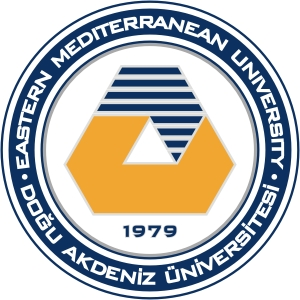 · EASTERN MEDITERRANEAN UNIVERSITY ·
DOĞU AKDENİZ ÜNİVERSİTESİ
1979